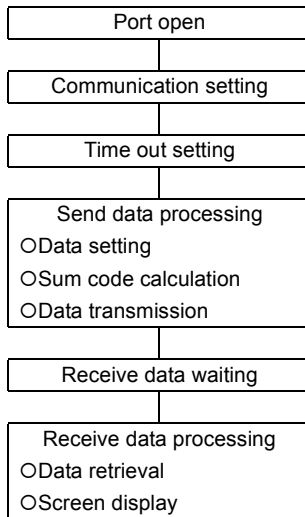 Port open
Communication setting
Time out setting
Send data processing
○Data setting
○Sum code calculation
○Data transmission
Receive data waiting
Receive data processing
○Data retrieval
○Screen display